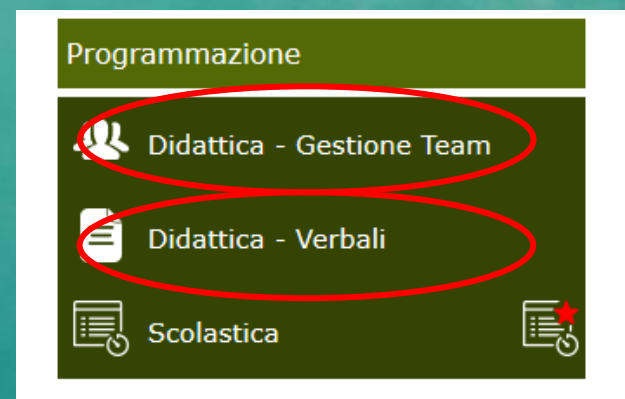 Programmazione
Didattica - Gestione Team
Didattica - Verbali
Scolastica